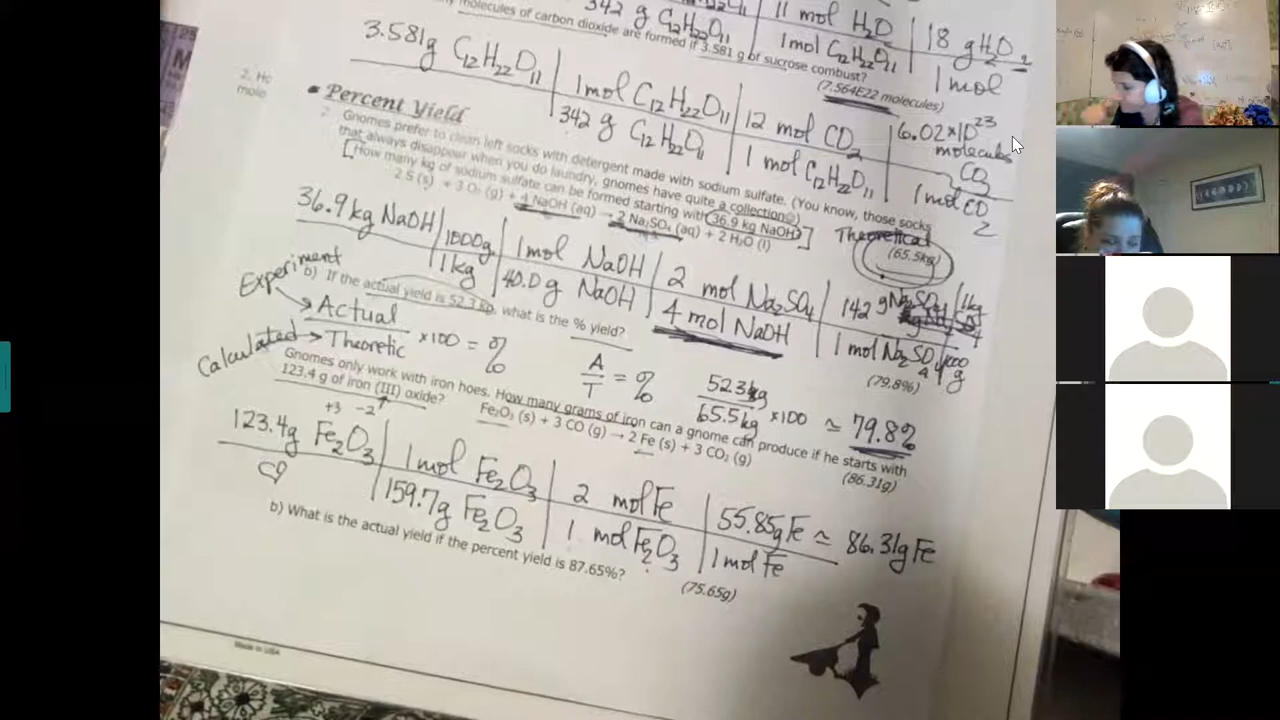 342 g C12H22O11 | 11 mol H2O | 18 g H2O
1 mol C12H22O11 | 1 mol
molecules of carbon dioxide are formed if 3.581 g of sucrose combust?
(7.564E22 molecules)
3.581g C12H22O11 | 1 mol C12H22O11 | 12 mol CO2 | 6.02×10^23 molecules CO2
342 g C12H22O11 | 1 mol C12H22O11 | 1 mol CO2
• Percent Yield
Gnomes prefer to clean left socks with detergent made with sodium sulfate. (You know, those socks
that always disappear when you do laundry, gnomes have quite a collection☺)
[How many kg of sodium sulfate can be formed starting with 36.9 kg NaOH?]
2 S (s) + 3 O2 (g) + 4 NaOH (aq) → 2 Na2SO4 (aq) + 2 H2O (l)
Theoretical
(65.5kg)
36.9 kg NaOH | 1000g | 1mol NaOH | 2 mol Na2SO4 | 142 g Na2SO4 | 1kg
1 kg | 40.0 g NaOH | 4 mol NaOH | 1 mol Na2SO4 | 1000 g
b) If the actual yield is 52.3 kg, what is the % yield?
(79.8%)
Experiment
Actual
Calculated → Theoretic ×100 = %
A
T = %
52.3kg
65.5kg ×100 ≃ 79.8%
Gnomes only work with iron hoes. How many grams of iron can a gnome can produce if he starts with
123.4 g of iron (III) oxide?
Fe2O3 (s) + 3 CO (g) → 2 Fe (s) + 3 CO2 (g)
(86.31g)
+3 -2
123.4g Fe2O3 | 1mol Fe2O3 | 2 mol Fe | 55.85g Fe ≃ 86.31g Fe
159.7g Fe2O3 | 1 mol Fe2O3 | 1 mol Fe
b) What is the actual yield if the percent yield is 87.65%?
(75.65g)
Made in USA